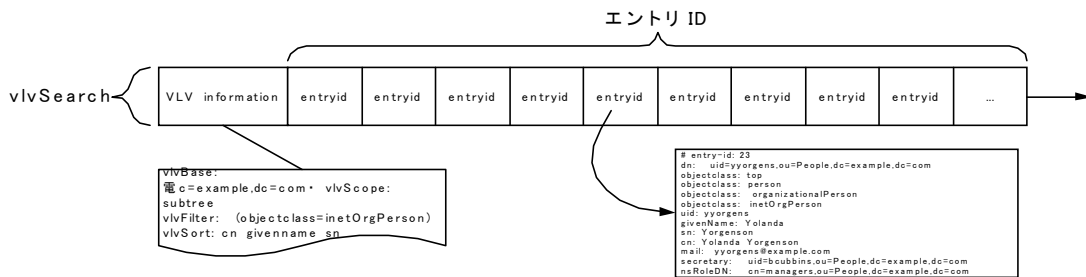 エントリ ID
vlvSearch
VLV information entryid entryid entryid entryid entryid entryid entryid entryid entryid ...
vlvBase:
電c=example,dc=com・ vlvScope:
subtree
vlvFilter: (objectclass=inetOrgPerson)
vlvSort: cn givenname sn
# entry-id: 23
dn: uid=yyorgens,ou=People,dc=example,dc=com
objectclass: top
objectclass: person
objectclass: organizationalPerson
objectclass: inetOrgPerson
uid: yyorgens
givenName: Yolanda
sn: Yorgenson
cn: Yolanda Yorgenson
mail: yyorgens@example.com
secretary: uid=bcubbins,ou=People,dc=example,dc=com
nsRoleDN: cn=managers,ou=People,dc=example,dc=com